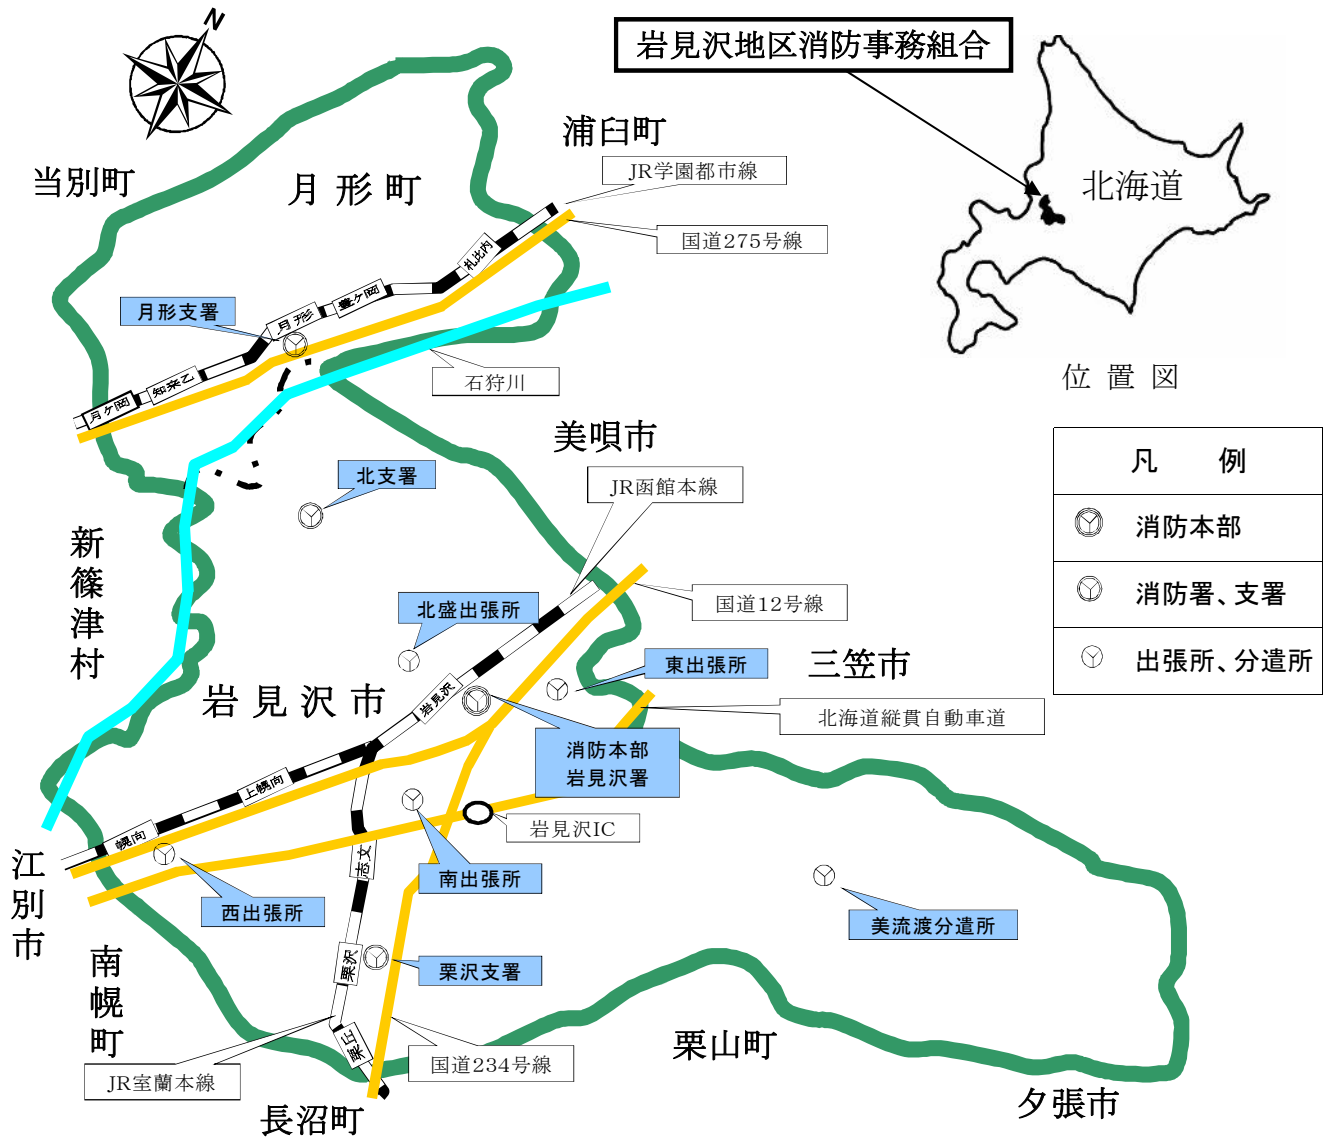 N
岩見沢地区消防事務組合
浦臼町
当別町
月形町
JR学園都市線
北海道
国道275号線
札比内
豊ヶ岡
月形支署
月形
知来乙
月ヶ岡
石狩川
位置図
美唄市
凡例
北支署
JR函館本線
消防本部
新篠津村
国道12号線
消防署、支署
北盛出張所
東出張所
三笠市
出張所、分遣所
岩見沢市
岩見沢
北海道縦貫自動車道
消防本部
岩見沢署
上幌向
幌向
岩見沢IC
志文
江別市
南出張所
西出張所
美流渡分遣所
南幌町
栗沢
栗沢支署
栗山町
栗丘
国道234号線
JR室蘭本線
夕張市
長沼町